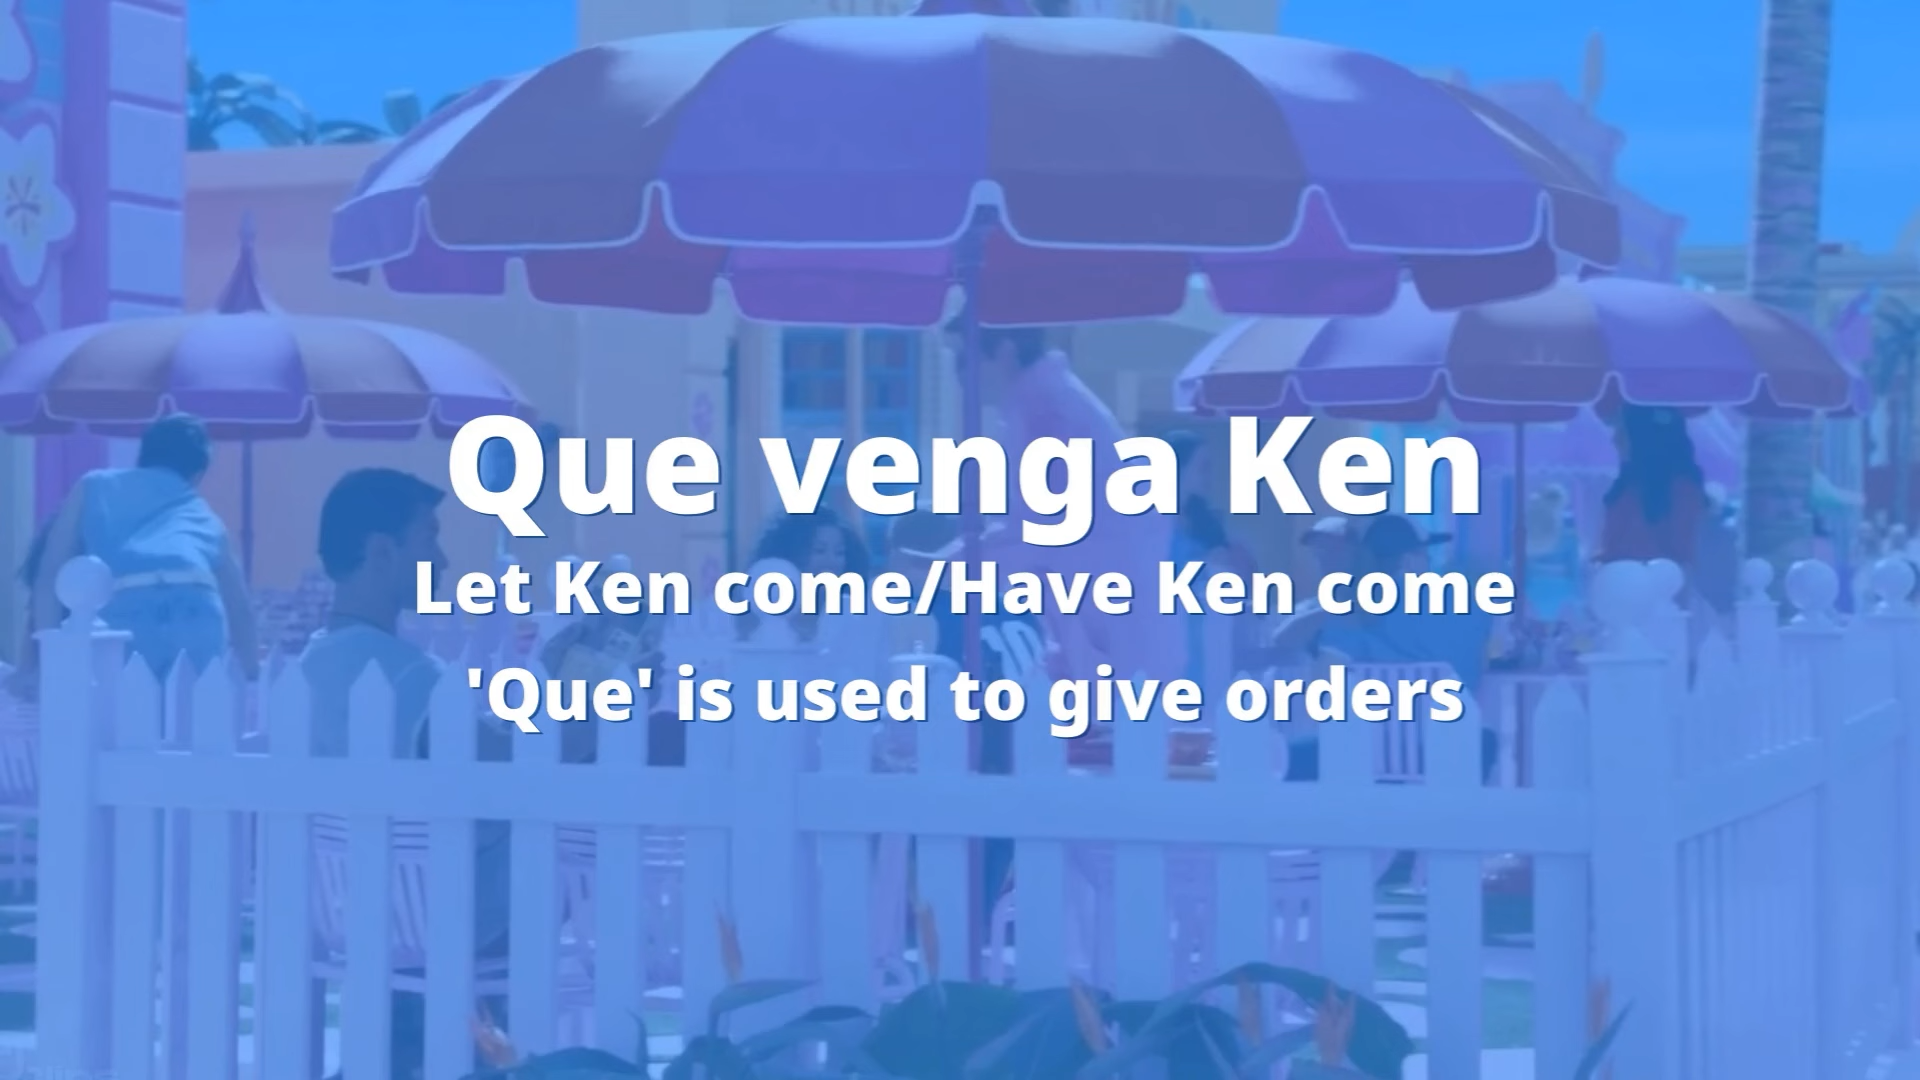 Que venga Ken
Let Ken come/Have Ken come
'Que' is used to give orders